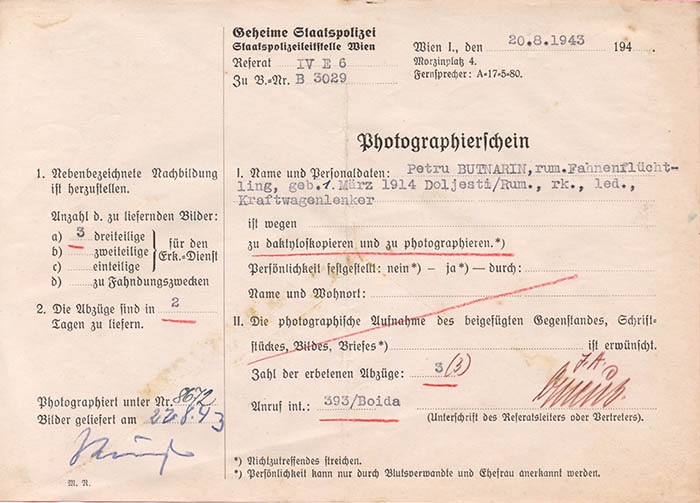 Geheime Staatspolizei
Staatspolizeileitstelle Wien
Referat IV E 6
Zu B.=Nr. B 3029
Wien I., den 20.8.1943 194
Morzinplatz 4.
Fernsprecher: A=17=5=80.
Photographierschein
1. Nebenbezeichnete Nachbildung
ist herzustellen.
Anzahl d. zu liefernden Bilder:
a) 3 dreiteilige
b) zweiteilige
c) einteilige
für den
Erk.=Dienst
d) zu Fahndungszwecken
2. Die Abzüge sind in 2
Tagen zu liefern.
Photographiert unter Nr. 8672
Bilder geliefert am 22.8.43
M. R.
I. Name und Personaldaten: Petru BUTNARIN, rum.Fahnenflücht-
ling, geb.1.März 1914 Doljesti/Rum., rk., led.,
Kraftwagenlenker
ist wegen
zu daktyloskopieren und zu photographieren.*)
Persönlichkeit festgestellt: nein*) – ja*) — durch:
Name und Wohnort:
II. Die photographische Aufnahme des beigefügten Gegenstandes, Schrift=
stückes, Bildes, Briefes*) ist erwünscht.
Zahl der erbetenen Abzüge: 3 (3)
Anruf int.: 393/Boida
J.A.
(Unterschrift des Referatsleiters oder Vertreters).
*) Nichtzutreffendes streichen.
*) Persönlichkeit kann nur durch Blutsverwandte und Ehefrau anerkannt werden.